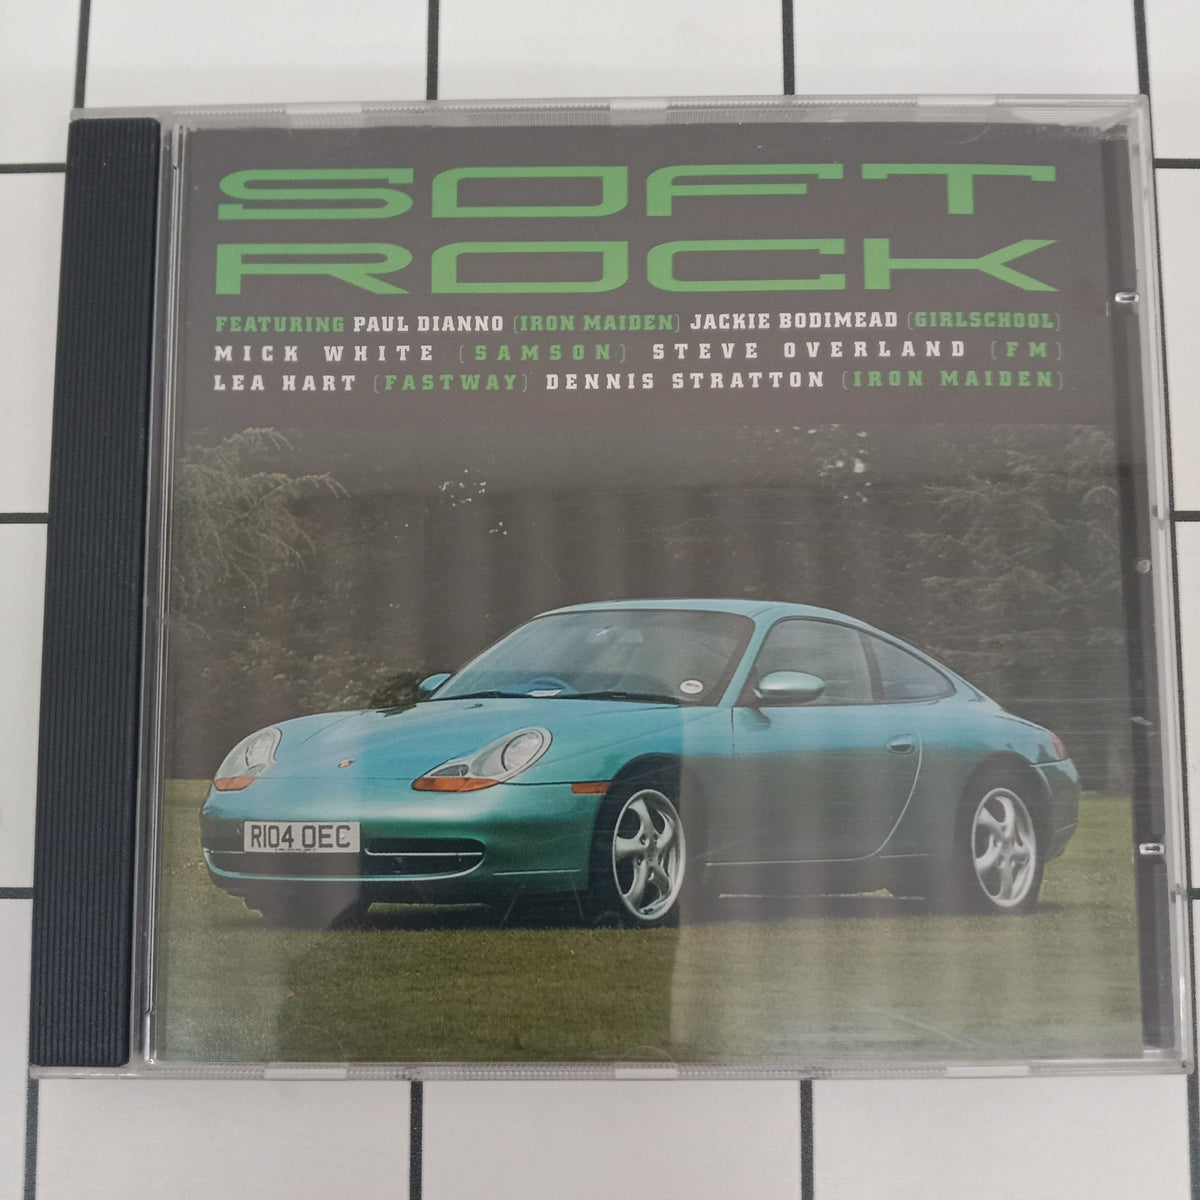 SOFT
ROCK
FEATURING PAUL DIANNO (IRON MAIDEN) JACKIE BODIMEAD (GIRLSCHOOL)
MICK WHITE (SAMSON) STEVE OVERLAND (FM)
LEA HART (FASTWAY) DENNIS STRATTON (IRON MAIDEN)
R104 OEC